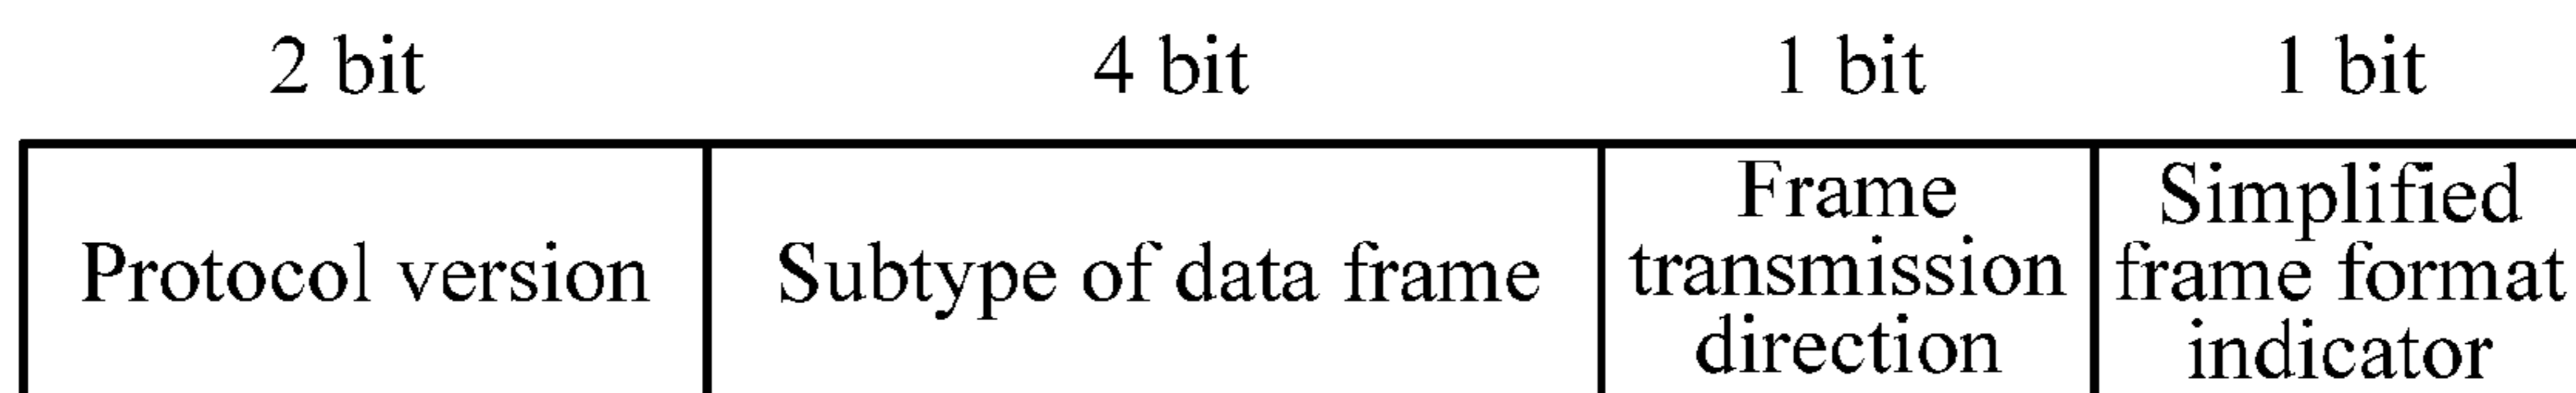 2 bit 4 bit 1 bit 1 bit
Protocol version
Subtype of data frame
Frame
transmission
direction
Simplified
frame format
indicator